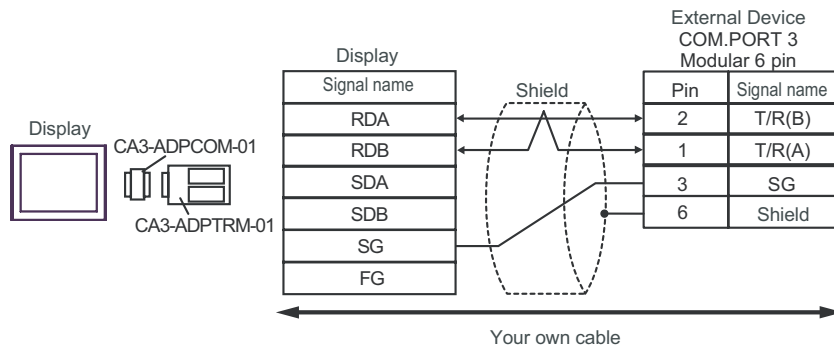 External Device
COM.PORT 3
Modular 6 pin
Display
Signal name
Shield
Pin Signal name
RDA
2 T/R(B)
Display
CA3-ADPCOM-01
RDB
1 T/R(A)
SDA
3 SG
SDB
6 Shield
CA3-ADPTRM-01
SG
FG
Your own cable